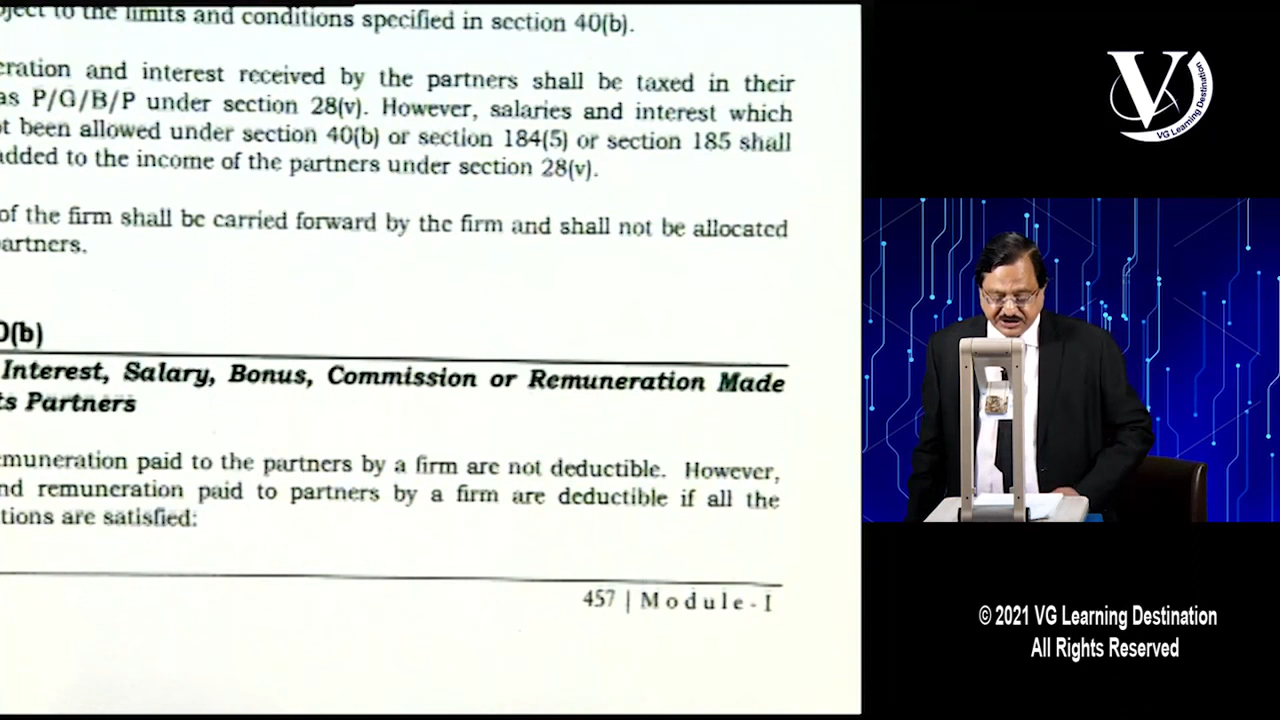 ject to the limits and conditions specified in section 40(b).
eration and interest received by the partners shall be taxed in their
as P/G/B/P under section 28(v). However, salaries and interest which
t been allowed under section 40(b) or section 184(5) or section 185 shall
added to the income of the partners under section 28(v).
of the firm shall be carried forward by the firm and shall not be allocated
artners.
0(b)
Interest, Salary, Bonus, Commission or Remuneration Made
ts Partners
emuneration paid to the partners by a firm are not deductible. However,
nd remuneration paid to partners by a firm are deductible if all the
tions are satisfied:
457 | Module-I
V
VG Learning Destination
© 2021 VG Learning Destination
All Rights Reserved